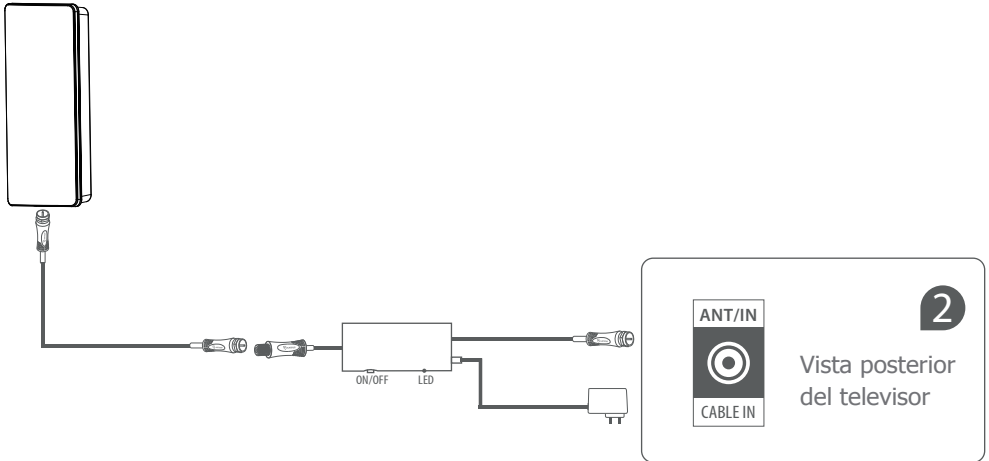 ON/OFF
LED
ANT/IN
CABLE IN
2
Vista posterior
del televisor